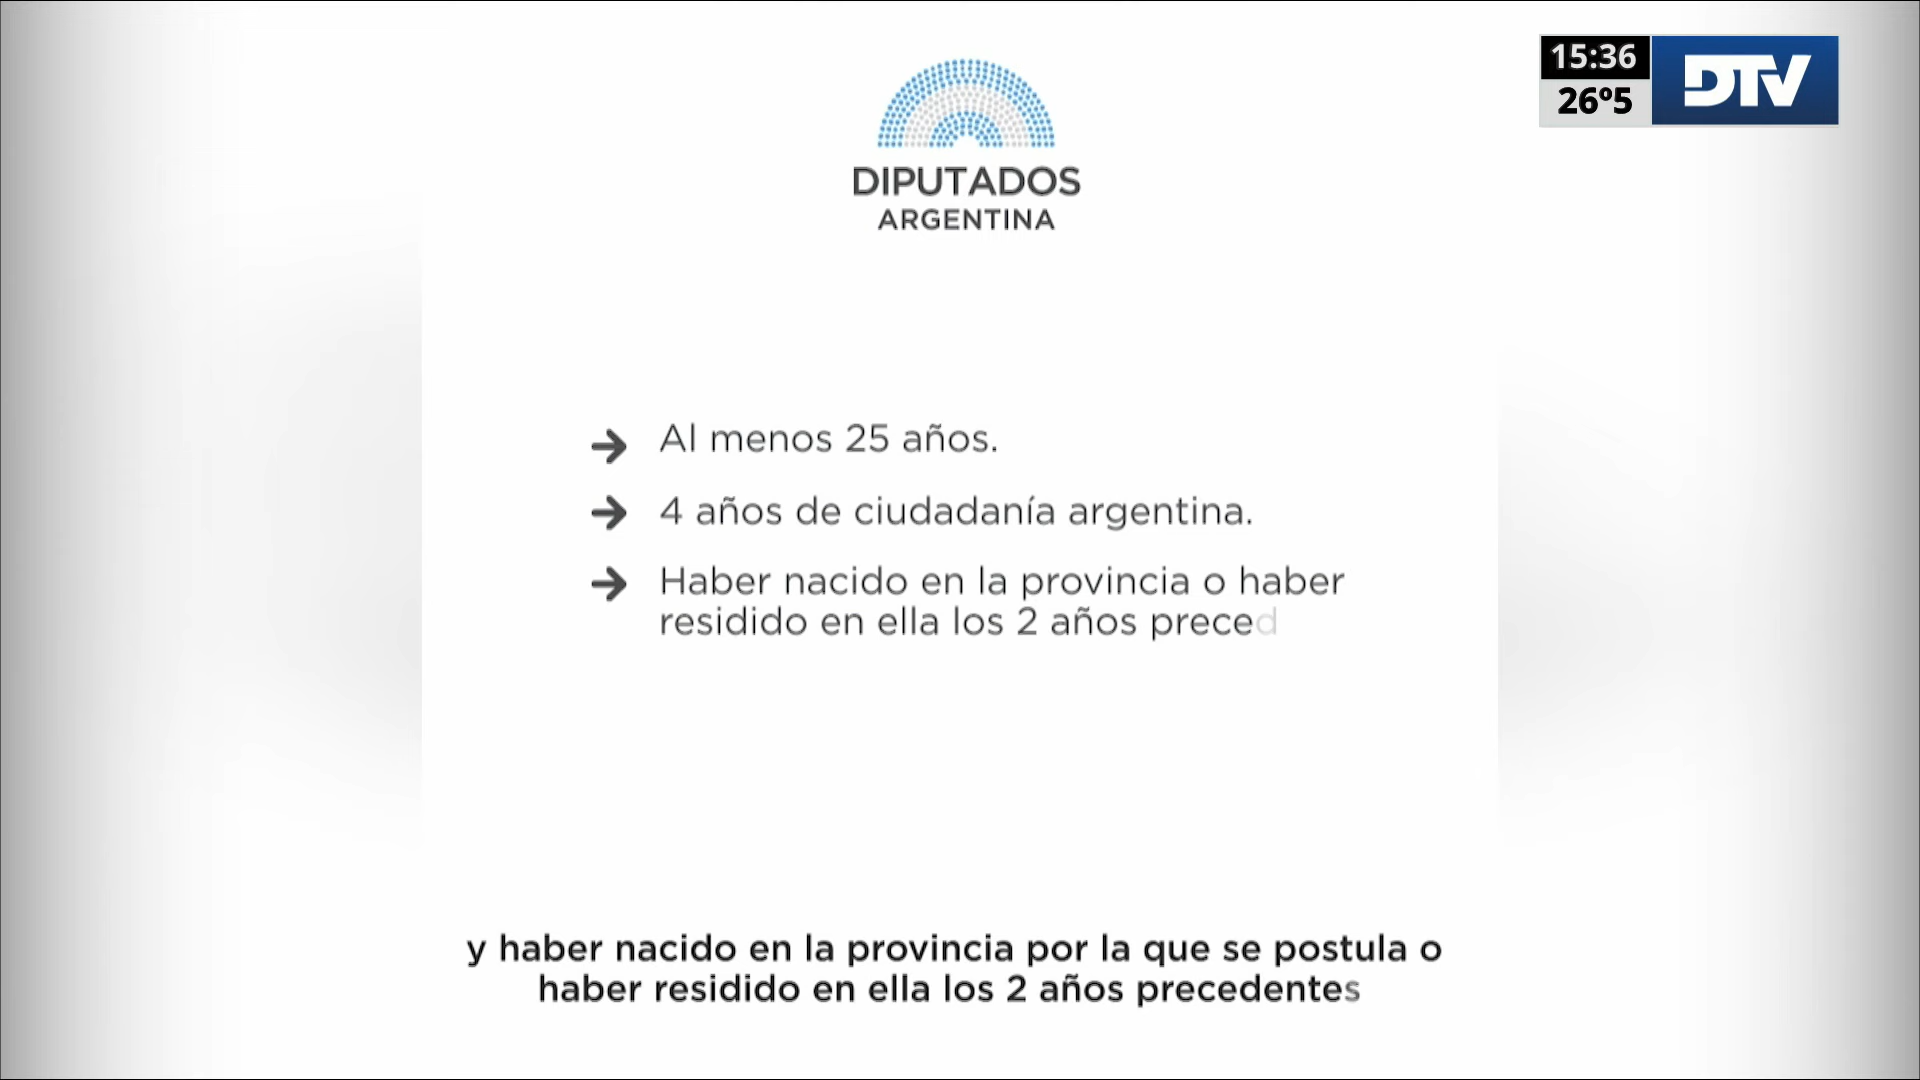 15:36
26º5
DTV
DIPUTADOS
ARGENTINA
→ Al menos 25 años.
→ 4 años de ciudadanía argentina.
→ Haber nacido en la provincia o haber
residido en ella los 2 años preced
y haber nacido en la provincia por la que se postula o
haber residido en ella los 2 años precedentes